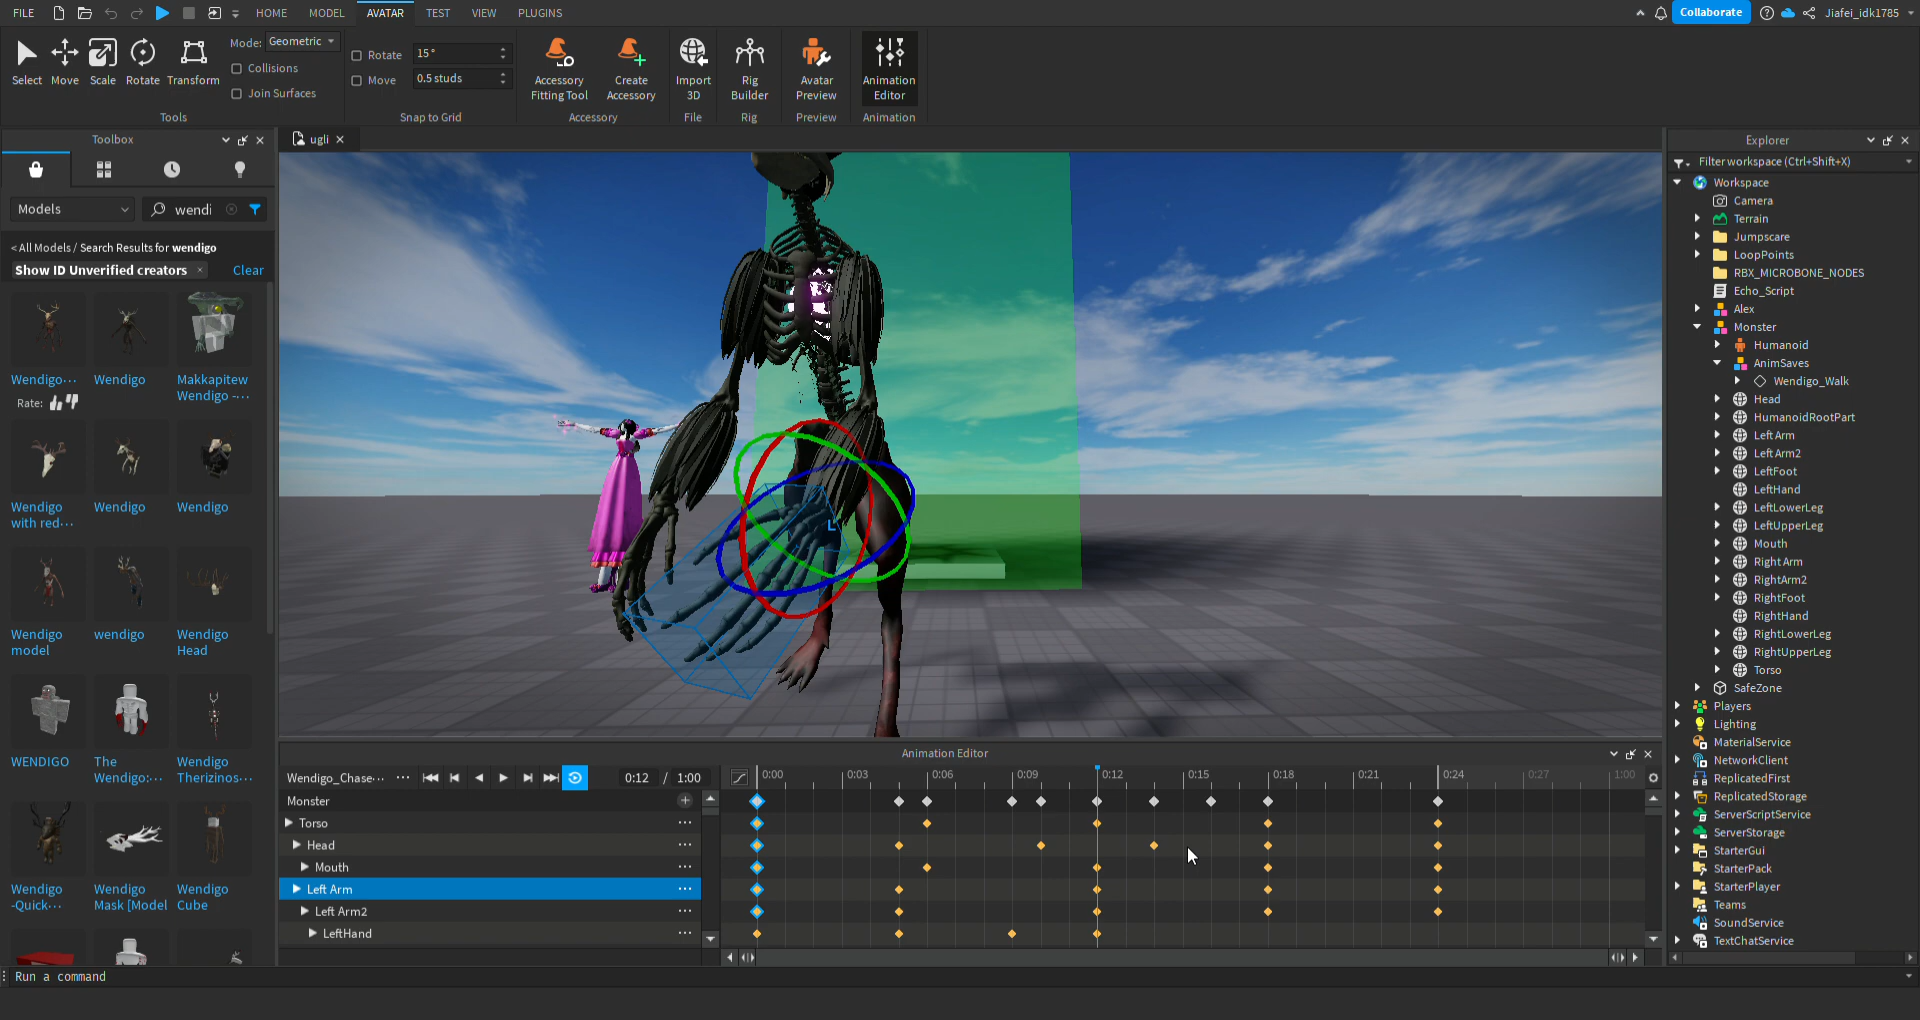 FILE HOME MODEL AVATAR TEST VIEW PLUGINS Collaborate Jiafei_idk1785
Select Move Scale Rotate Transform
Mode: Geometric
Collisions
Join Surfaces
Tools
Rotate 15°
Move 0.5 studs
Snap to Grid
Accessory
Fitting Tool
Create
Accessory
Accessory
Import
3D
File
Rig
Builder
Rig
Avatar
Preview
Preview
Animation
Editor
Animation
Toolbox
Models wendi
< All Models / Search Results for wendigo
Show ID Unverified creators × Clear
Wendigo... Wendigo Makkapitew
Wendigo -...
Rate:
Wendigo
with red...
Wendigo Wendigo
Wendigo
model
wendigo
Wendigo
Head
WENDIGO
The
Wendigo:...
Wendigo
Therizinos...
Wendigo
-Quick...
Wendigo
Mask [Model
Wendigo
Cube
ugli
L
Explorer
Filter workspace (Ctrl+Shift+X)
Workspace
Camera
Terrain
Jumpscare
LoopPoints
RBX_MICROBONE_NODES
Echo_Script
Alex
Monster
Humanoid
AnimSaves
Wendigo_Walk
Head
HumanoidRootPart
Left Arm
Left Arm2
LeftFoot
LeftHand
LeftLowerLeg
LeftUpperLeg
Mouth
Right Arm
RightArm2
RightFoot
RightHand
RightLowerLeg
RightUpperLeg
Torso
SafeZone
Players
Lighting
MaterialService
NetworkClient
ReplicatedFirst
ReplicatedStorage
ServerScriptService
ServerStorage
StarterGui
StarterPack
StarterPlayer
Teams
SoundService
TextChatService
Animation Editor
Wendigo_Chase... 0:12 / 1:00
0:00 0:03 0:06 0:09 0:12 0:15 0:18 0:21 0:24 0:27 1:00
Monster
Torso
Head
Mouth
Left Arm
Left Arm2
LeftHand
Run a command